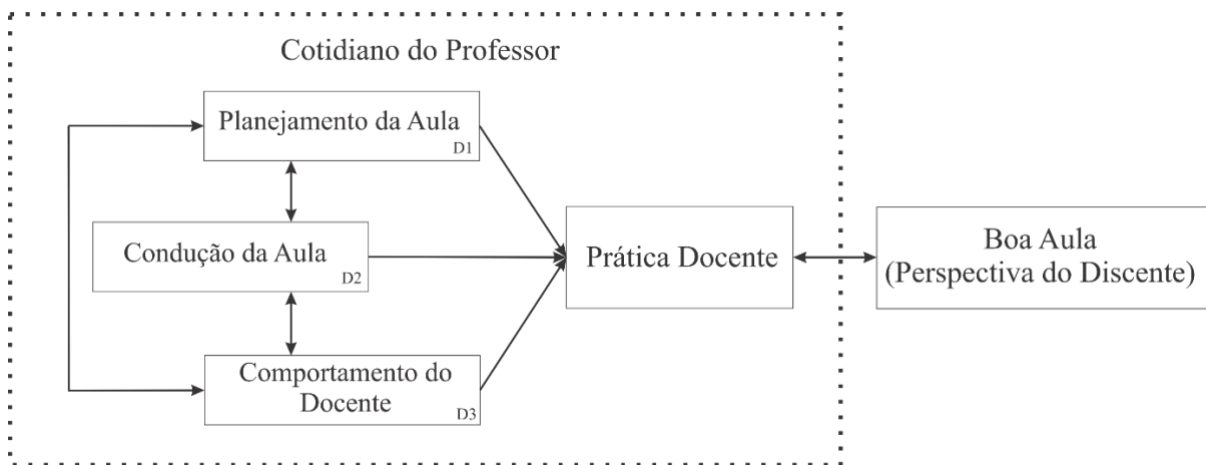 Cotidiano do Professor
Planejamento da Aula
D1
Condução da Aula
D2
Comportamento do
Docente
D3
Prática Docente
Boa Aula
(Perspectiva do Discente)